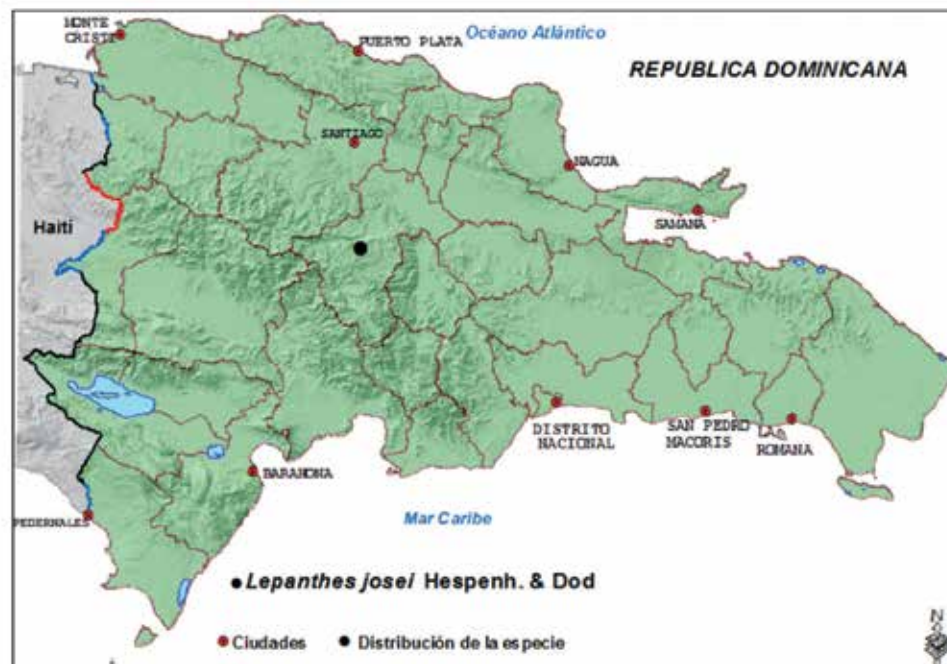 MONTE
CRISTI
PUERTO PLATA
Océano Atlántico
REPUBLICA DOMINICANA
SANTIAGO
NAGUA
SAMANA
Haití
DISTRITO
NACIONAL
SAN PEDRO
MACORIS
LA
ROMANA
BARAHONA
PEDERNALES
Mar Caribe
Lepanthes josei Hespenh. & Dod
Ciudades
Distribución de la especie
N